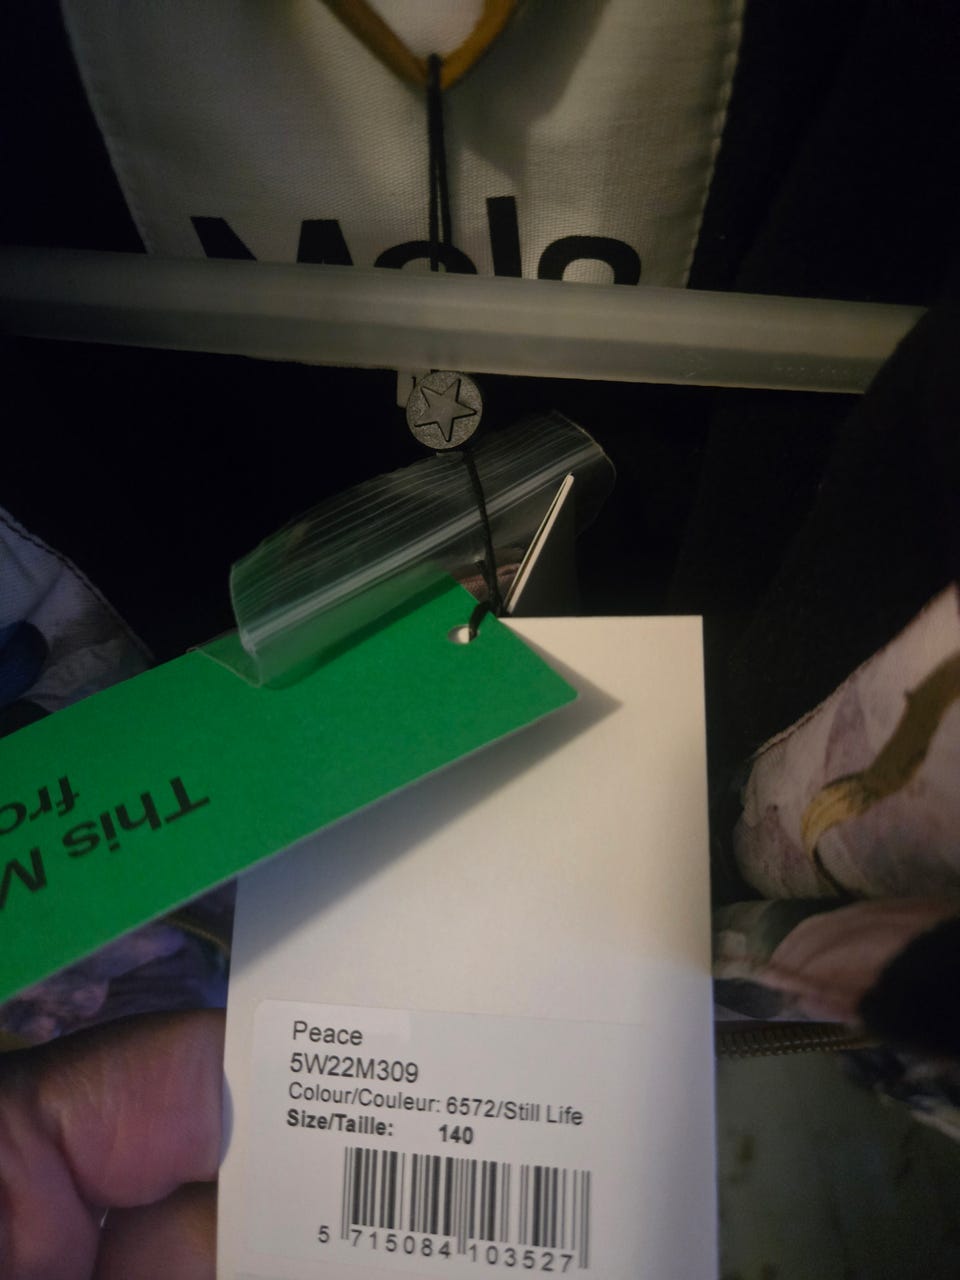 Molo
This M
fro
Peace
5W22M309
Colour/Couleur: 6572/Still Life
Size/Taille: 140
5 715084 103527